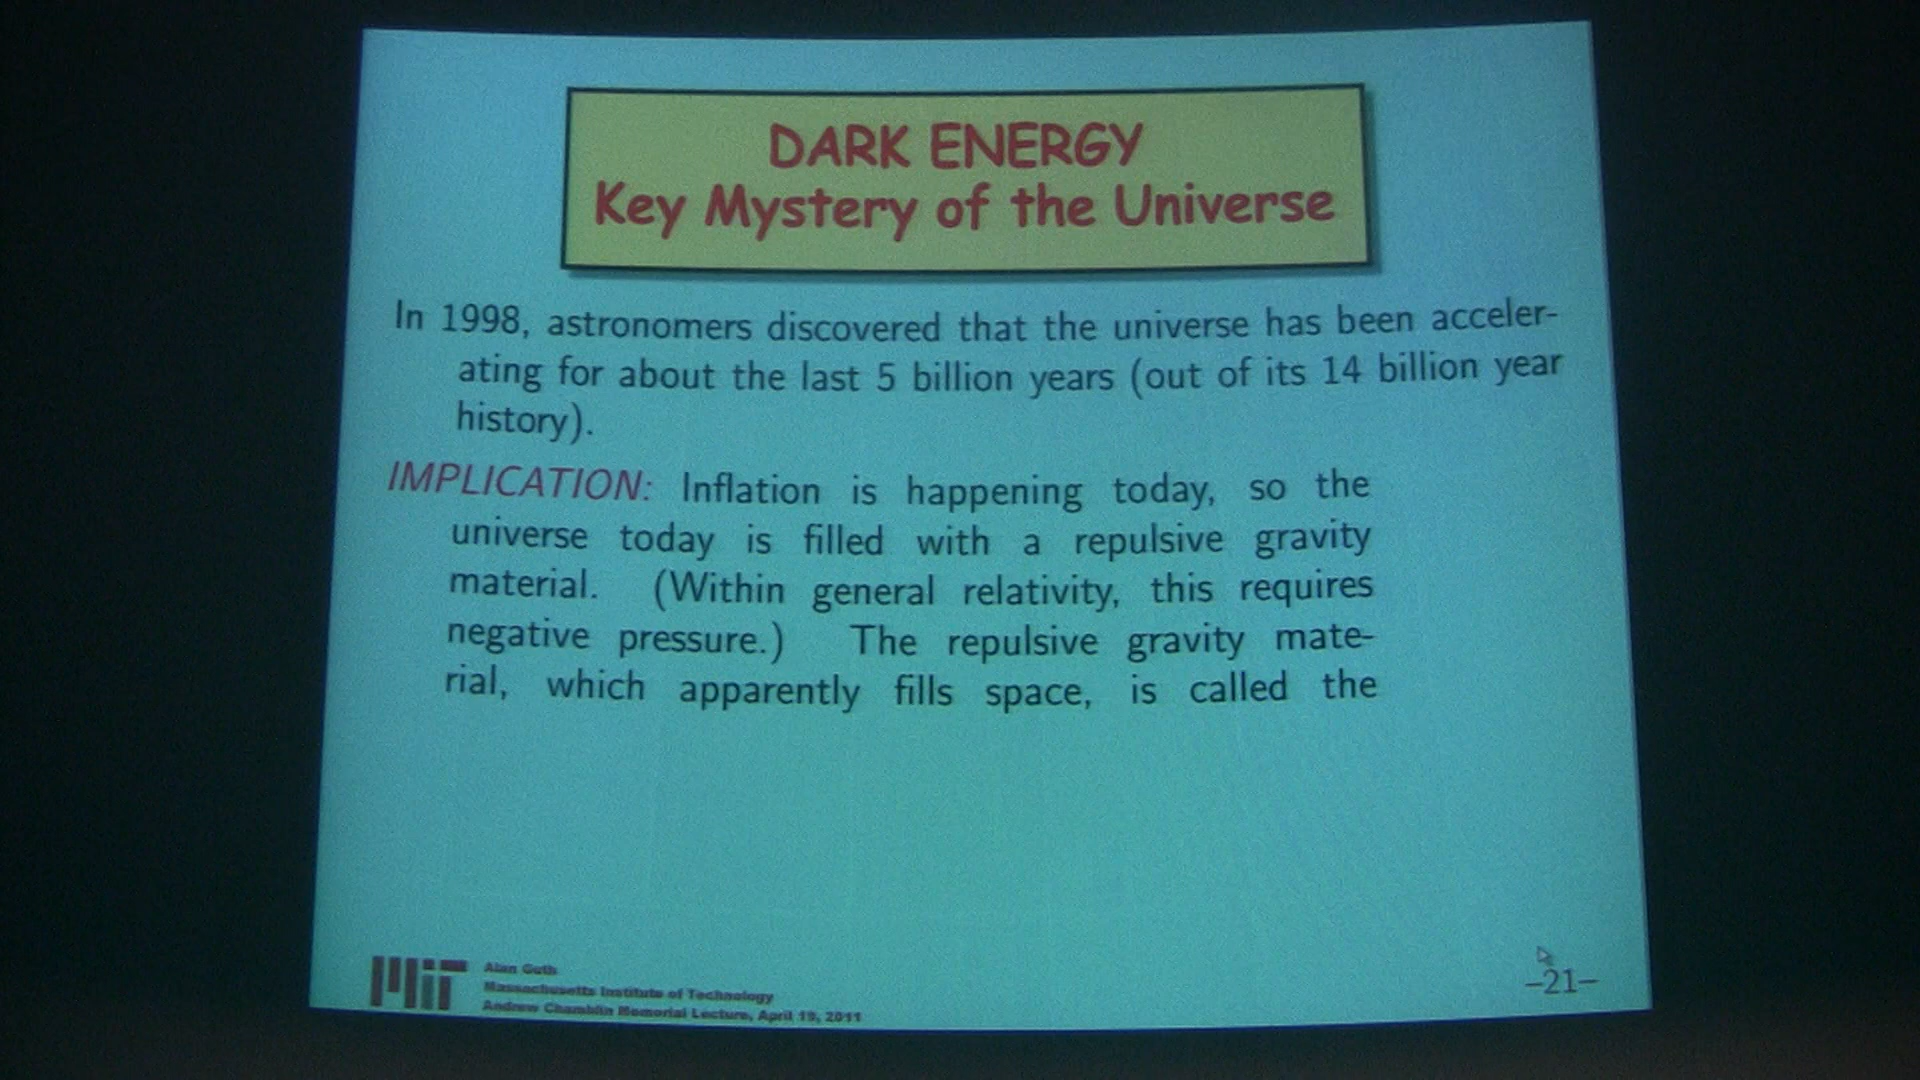 DARK ENERGY
Key Mystery of the Universe
In 1998, astronomers discovered that the universe has been acceler-
ating for about the last 5 billion years (out of its 14 billion year
history).
IMPLICATION: Inflation is happening today, so the
universe today is filled with a repulsive gravity
material. (Within general relativity, this requires
negative pressure.) The repulsive gravity mate-
rial, which apparently fills space, is called the
MIT
Alan Guth
Massachusetts Institute of Technology
Andrew Chamblin Memorial Lecture, April 19, 2011
–21–